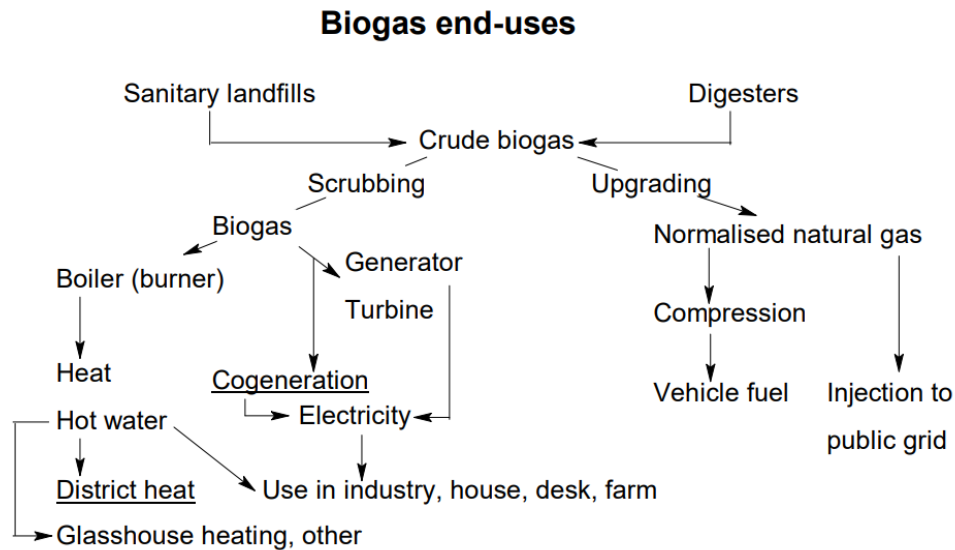 Biogas end-uses
Sanitary landfills
Digesters
Crude biogas
Scrubbing
Upgrading
Biogas
Normalised natural gas
Boiler (burner)
Generator
Turbine
Compression
Heat
Cogeneration
Vehicle fuel
Injection to
public grid
Hot water
Electricity
District heat
Use in industry, house, desk, farm
Glasshouse heating, other